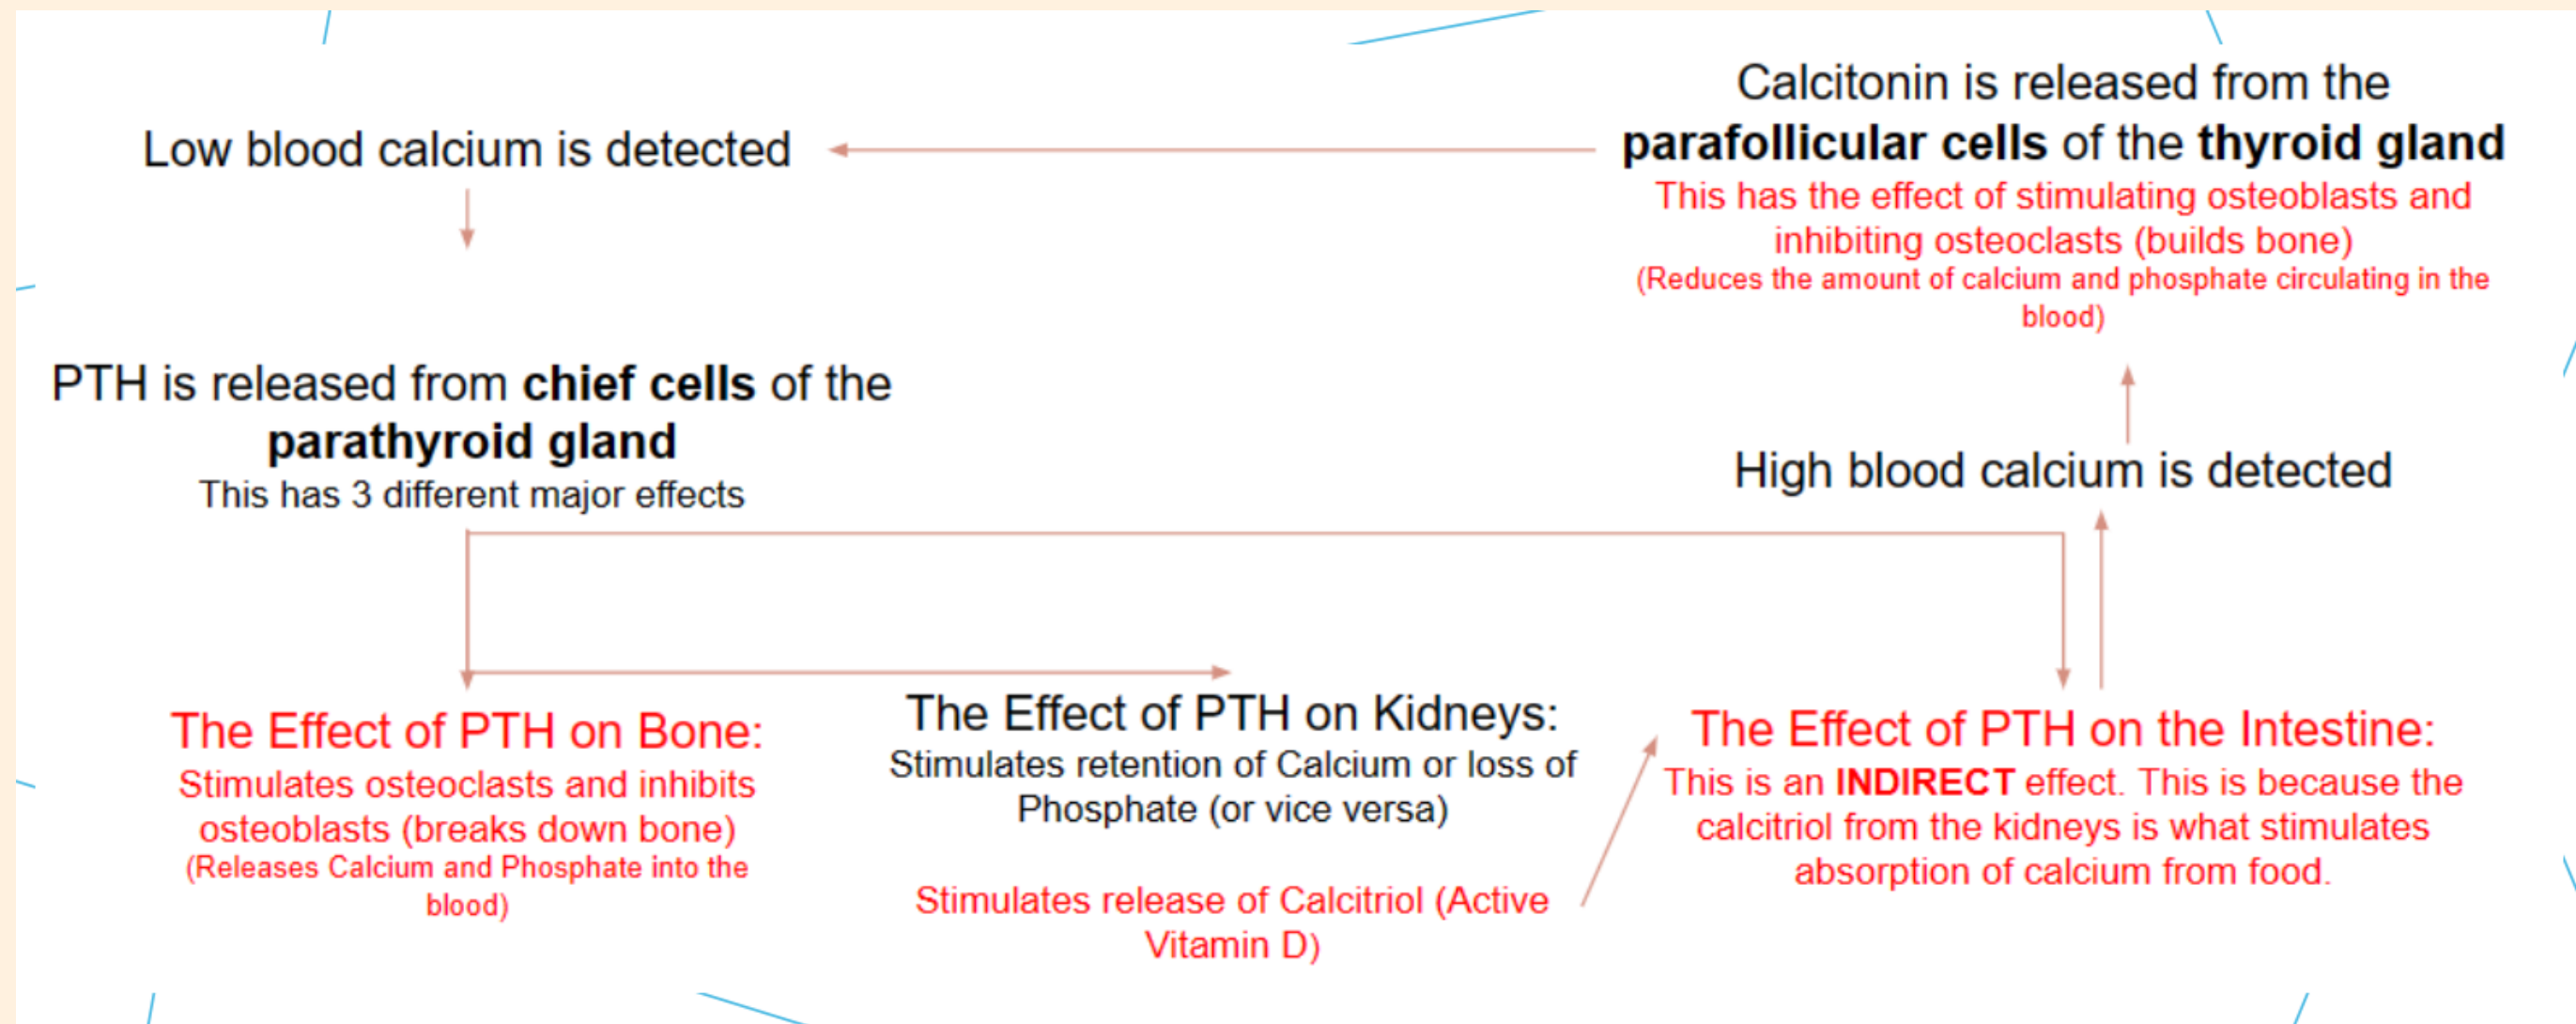 Low blood calcium is detected
PTH is released from chief cells of the
parathyroid gland
This has 3 different major effects
The Effect of PTH on Bone:
Stimulates osteoclasts and inhibits
osteoblasts (breaks down bone)
(Releases Calcium and Phosphate into the
blood)
The Effect of PTH on Kidneys:
Stimulates retention of Calcium or loss of
Phosphate (or vice versa)
Stimulates release of Calcitriol (Active
Vitamin D)
The Effect of PTH on the Intestine:
This is an INDIRECT effect. This is because the
calcitriol from the kidneys is what stimulates
absorption of calcium from food.
High blood calcium is detected
Calcitonin is released from the
parafollicular cells of the thyroid gland
This has the effect of stimulating osteoblasts and
inhibiting osteoclasts (builds bone)
(Reduces the amount of calcium and phosphate circulating in the
blood)